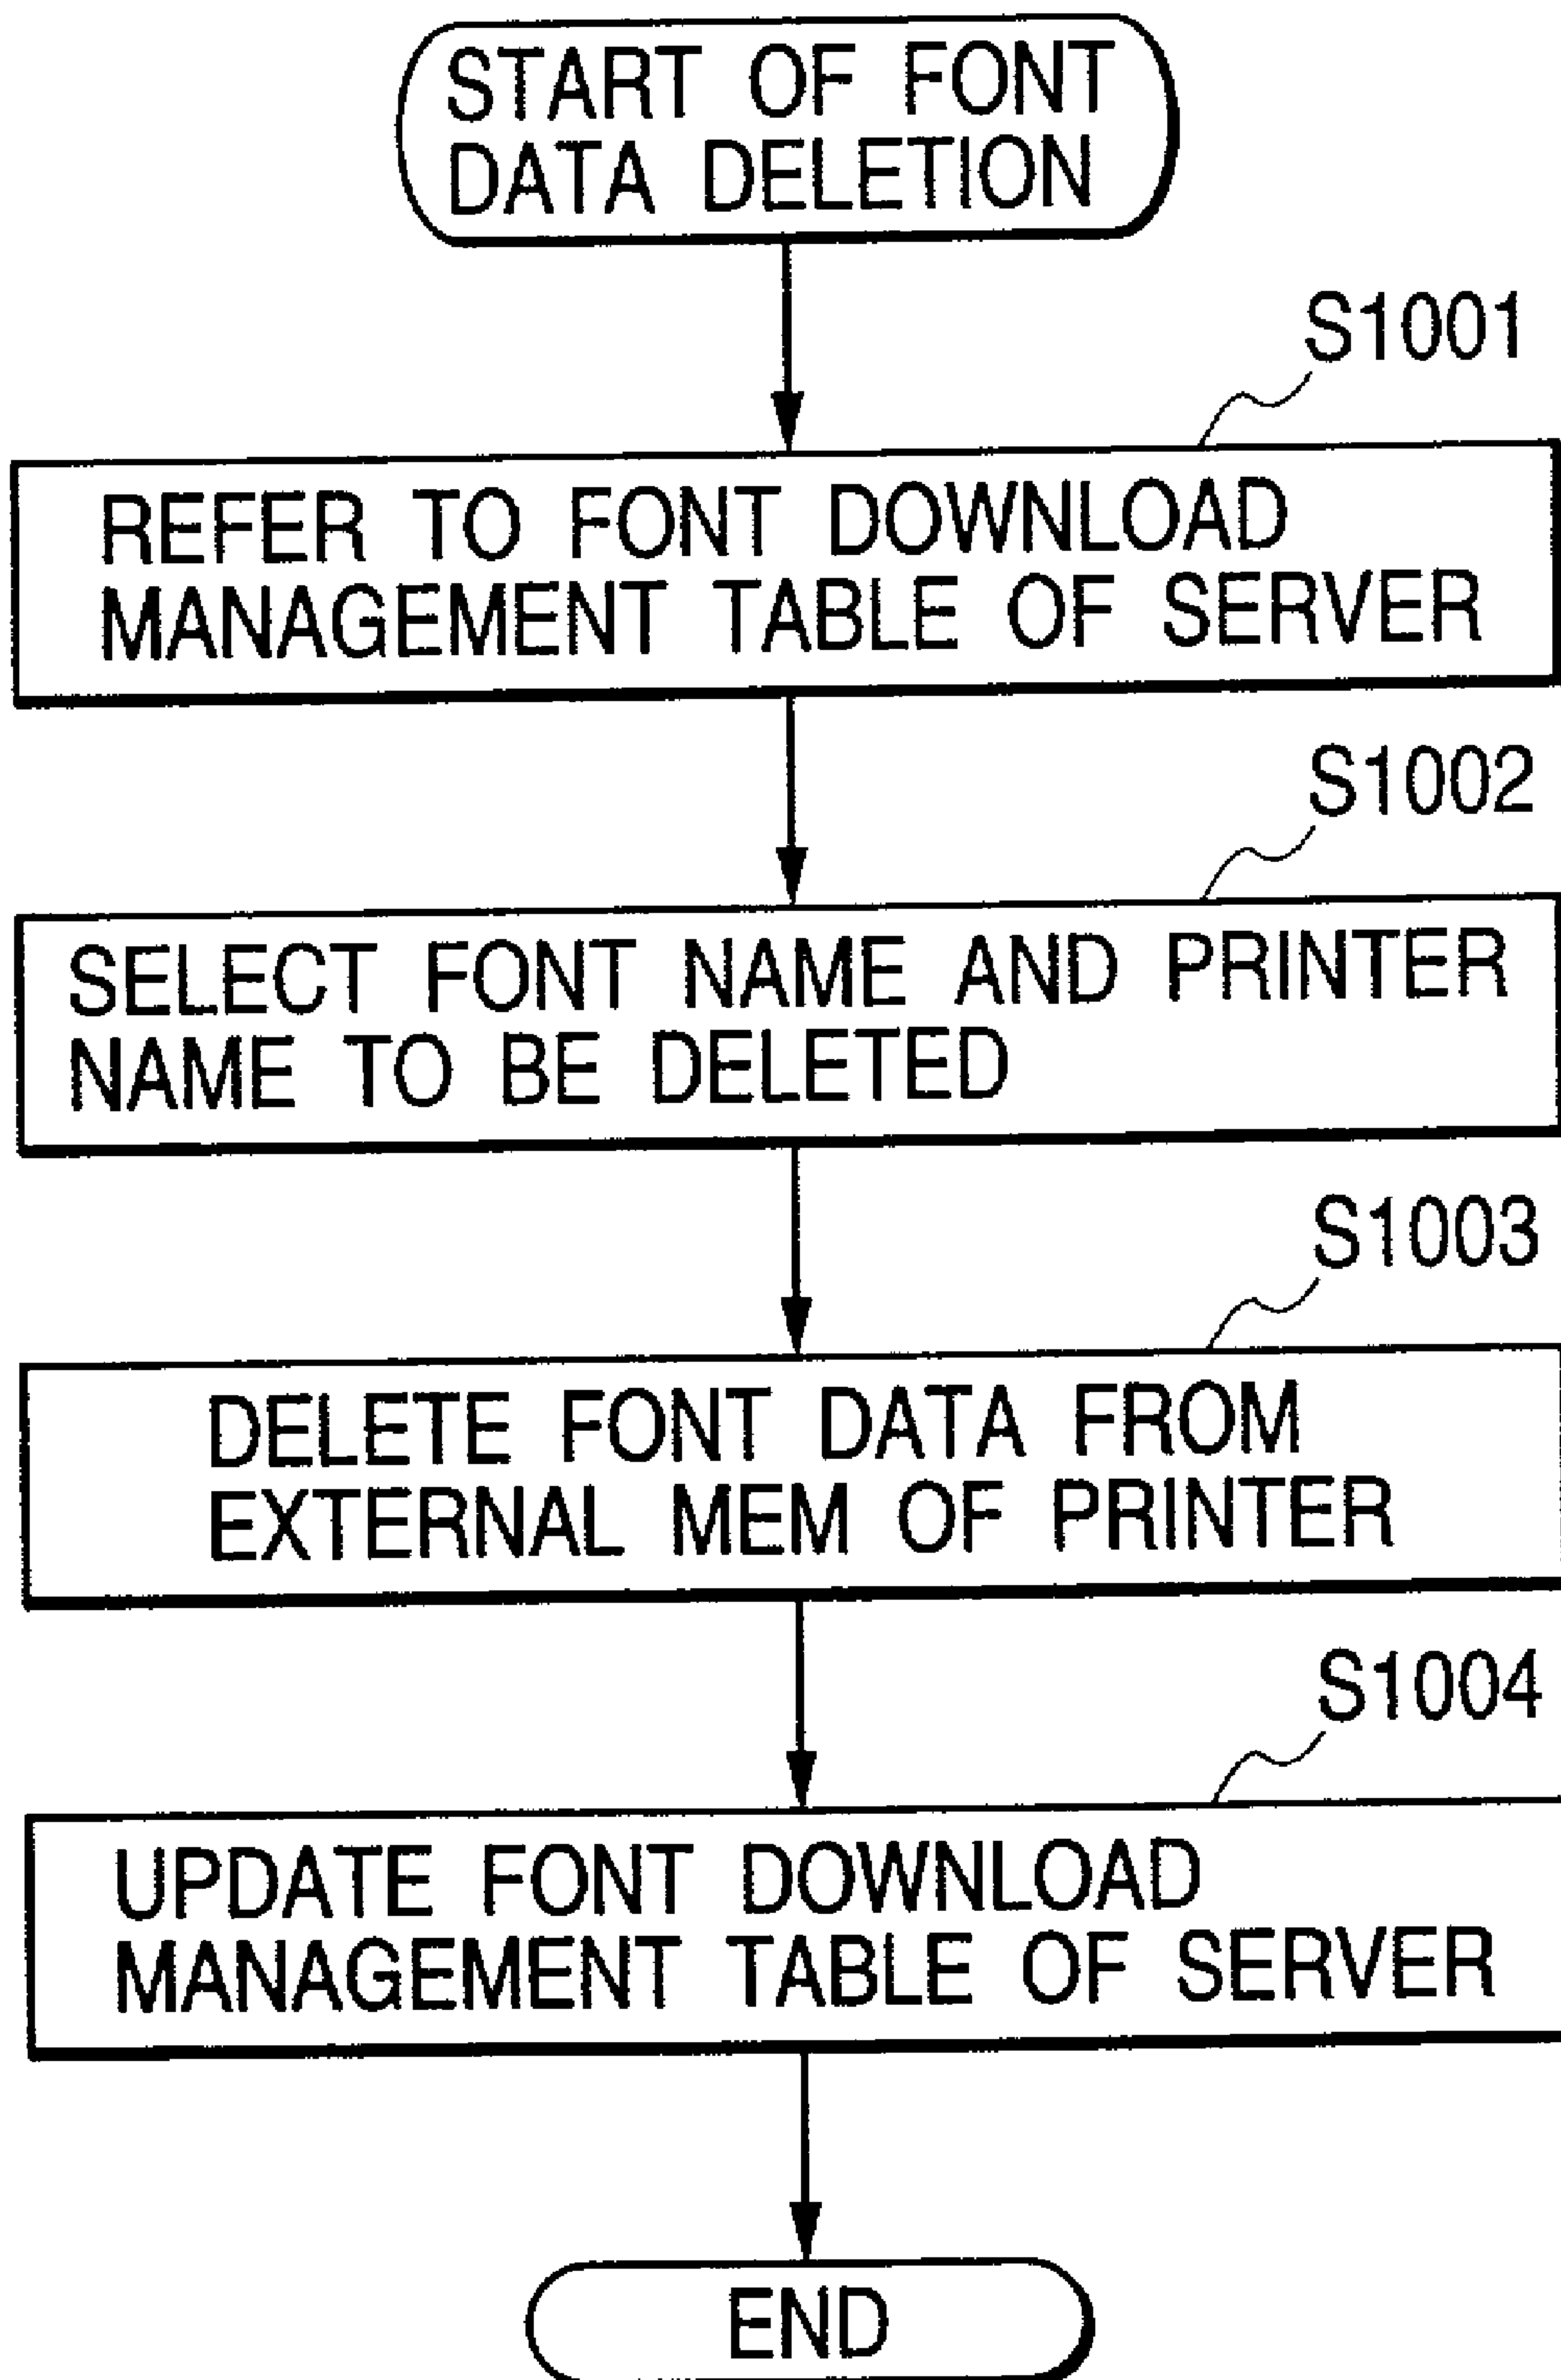 START OF FONT
DATA DELETION
S1001
REFER TO FONT DOWNLOAD
MANAGEMENT TABLE OF SERVER
S1002
SELECT FONT NAME AND PRINTER
NAME TO BE DELETED
S1003
DELETE FONT DATA FROM
EXTERNAL MEM OF PRINTER
S1004
UPDATE FONT DOWNLOAD
MANAGEMENT TABLE OF SERVER
END